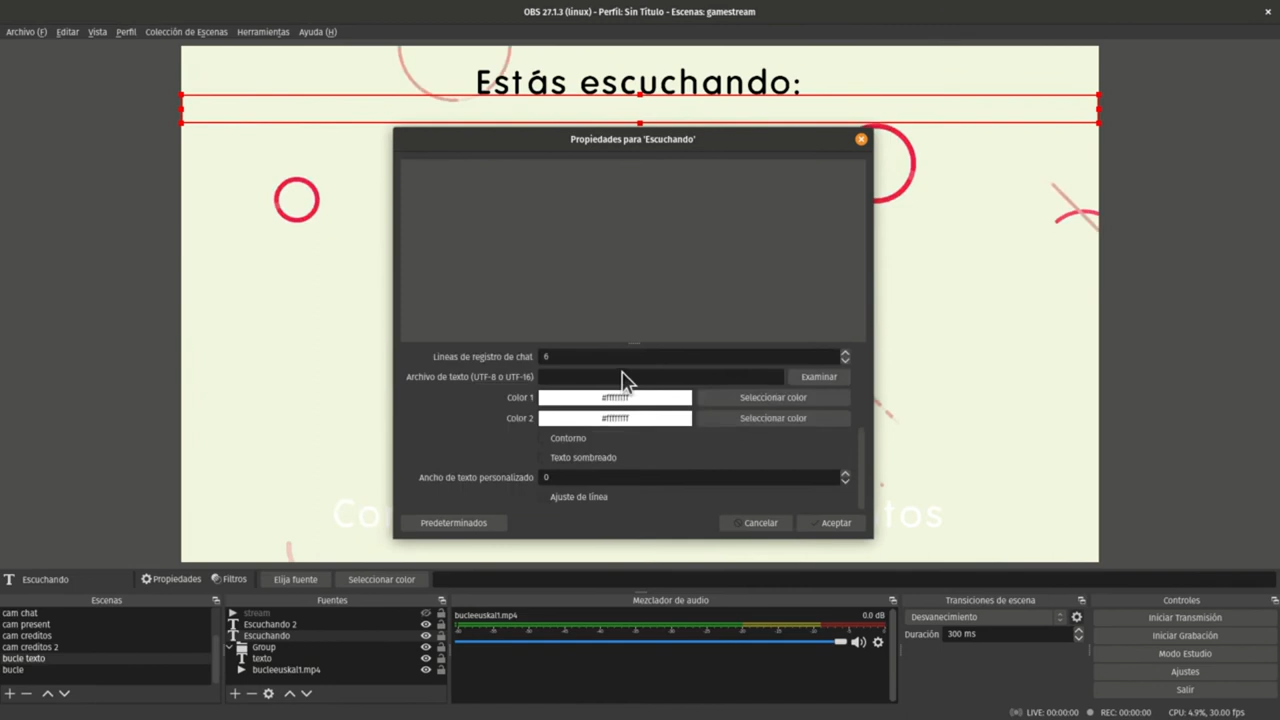 OBS 27.1.3 (linux) - Perfil: Sin Título - Escenas: gamestream
Archivo (F) Editar Vista Perfil Colección de Escenas Herramientas Ayuda (H)
Estás escuchando:
Propiedades para 'Escuchando'
Líneas de registro de chat 6
Archivo de texto (UTF-8 o UTF-16) Examinar
Color 1 #ffffffff Seleccionar color
Color 2 #ffffffff Seleccionar color
Contorno
Texto sombreado
Ancho de texto personalizado 0
Ajuste de línea
Predeterminados Cancelar Aceptar
Escuchando Propiedades Filtros Elija fuente Seleccionar color
Escenas
cam chat
cam present
cam creditos
cam creditos 2
bucle texto
bucle
Fuentes
stream
Escuchando 2
Escuchando
Group
texto
bucleeuskal1.mp4
Mezclador de audio
bucleeuskal1.mp4 0.0 dB
Transiciones de escena
Desvanecimiento
Duración 300 ms
Controles
Iniciar Transmisión
Iniciar Grabación
Modo Estudio
Ajustes
Salir
LIVE: 00:00:00 REC: 00:00:00 CPU: 4.9%, 30.00 fps